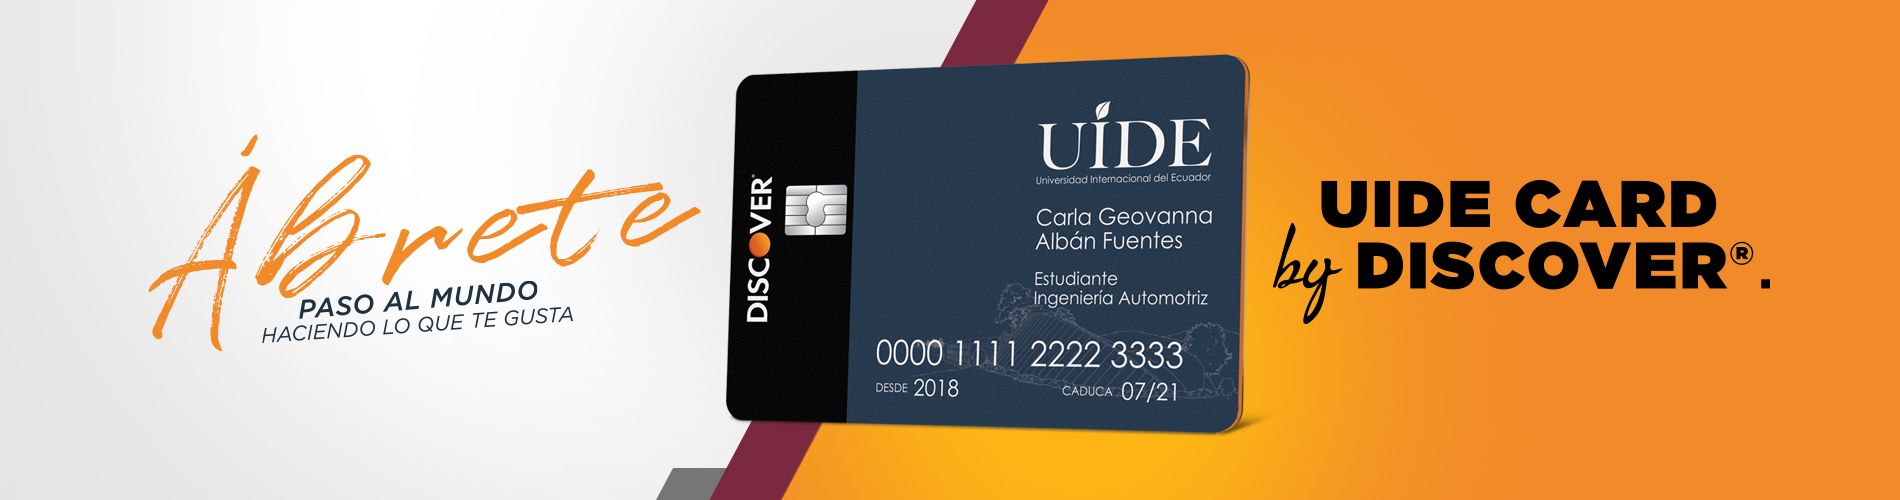 Ábrete
PASO AL MUNDO
HACIENDO LO QUE TE GUSTA
DISCOVER®
UIDE
Universidad Internacional del Ecuador
Carla Geovanna
Albán Fuentes
Estudiante
Ingeniería Automotriz
0000 1111 2222 3333
DESDE 2018 CADUCA 07/21
UIDE CARD
by DISCOVER®.